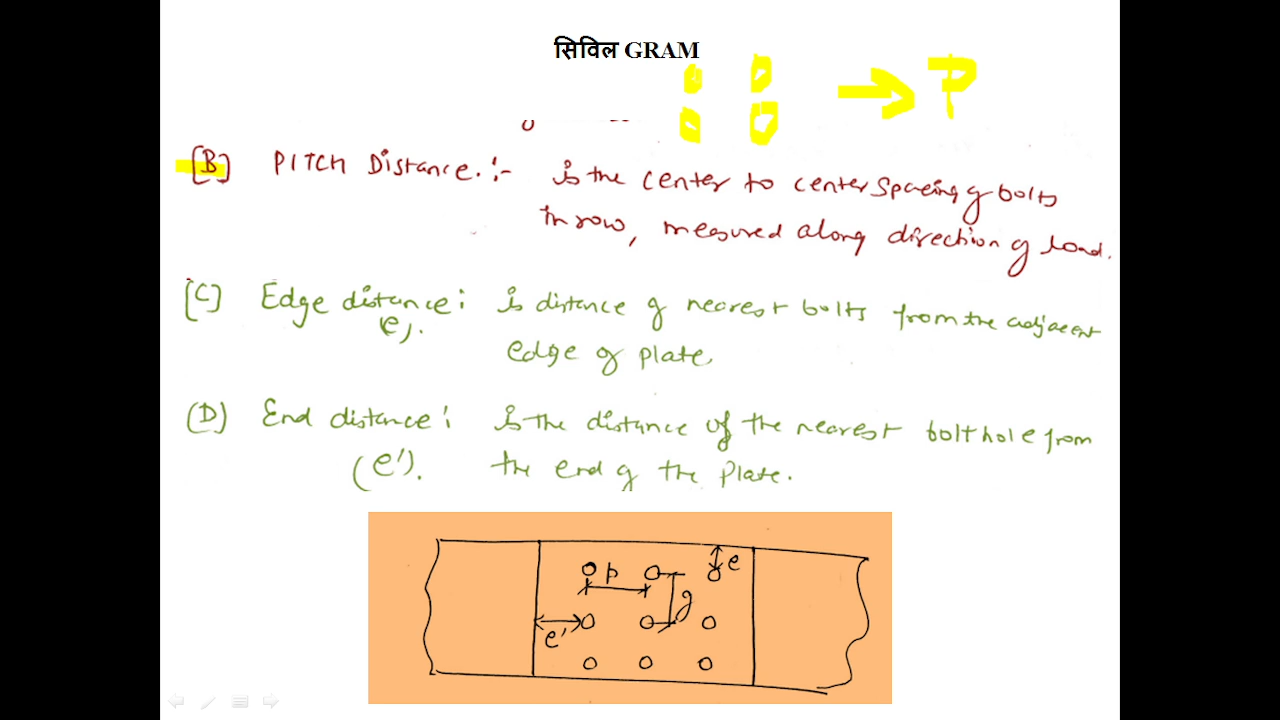 सिविल GRAM
P
[B] PITCH Distance :- is the center to center spacing of bolts
in row, measured along direction of load.
[C] Edge distance : is distance of nearest bolts from the adjacent
(e). edge of plate.
(D) End distance : is the distance of the nearest bolt hole from
(e'). the end of the plate.
p e
g
e'